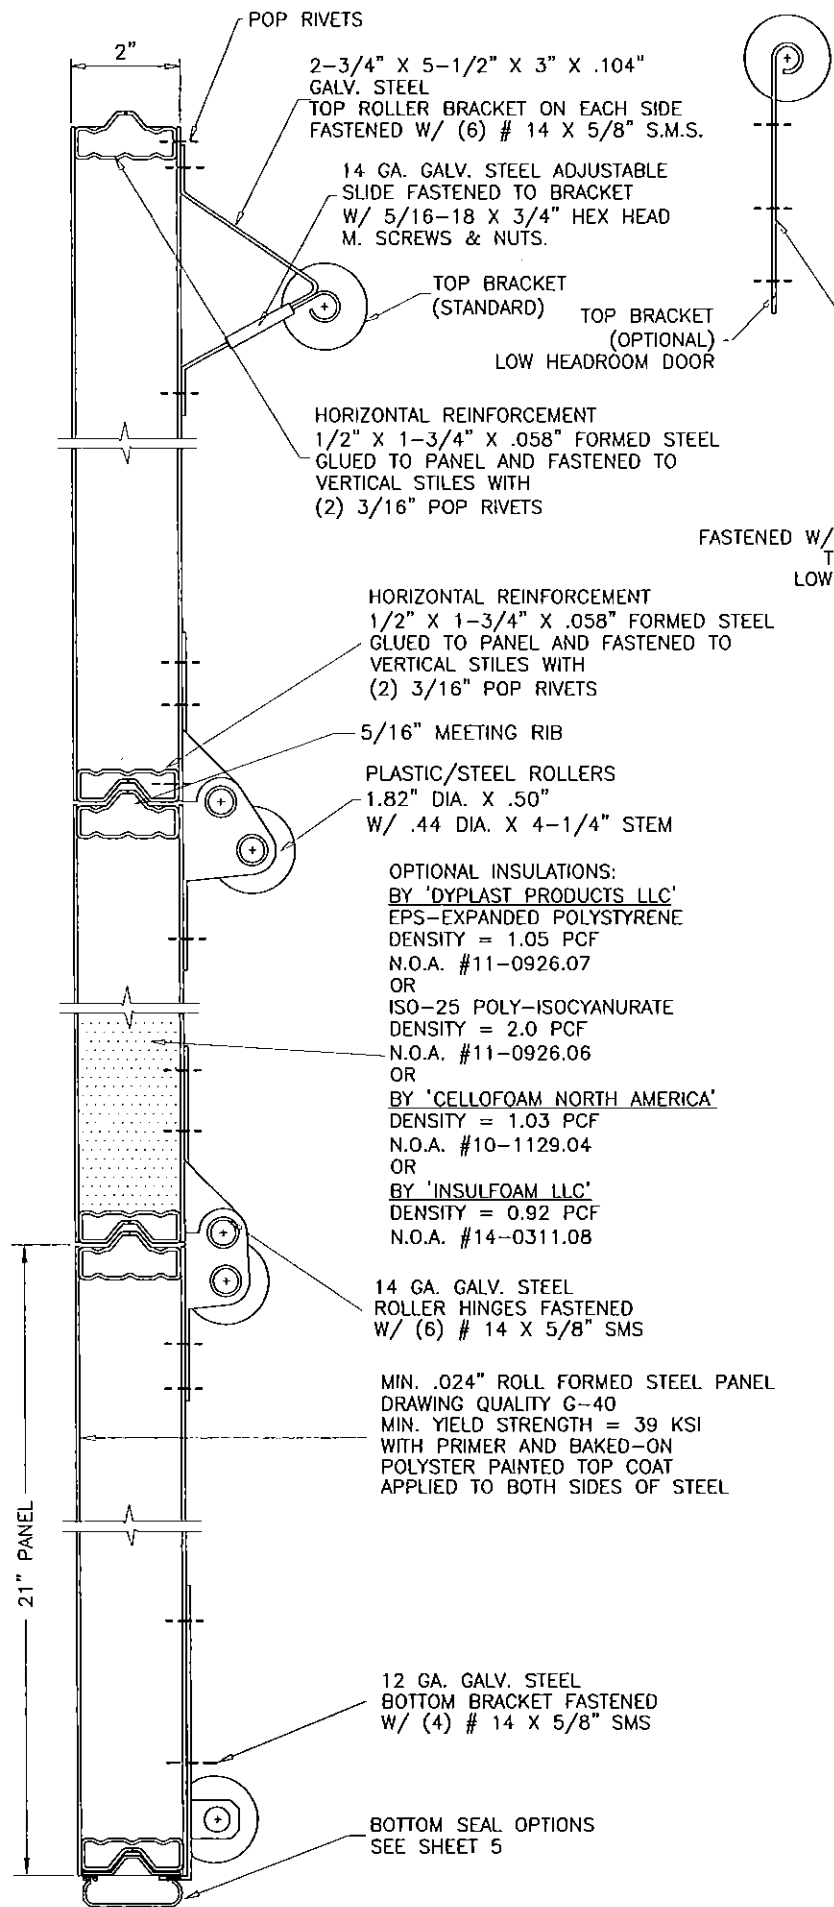 POP RIVETS
2"
2-3/4" X 5-1/2" X 3" X .104"
GALV. STEEL
TOP ROLLER BRACKET ON EACH SIDE
FASTENED W/ (6) # 14 X 5/8" S.M.S.
14 GA. GALV. STEEL ADJUSTABLE
SLIDE FASTENED TO BRACKET
W/ 5/16-18 X 3/4" HEX HEAD
M. SCREWS & NUTS.
TOP BRACKET
(STANDARD)
TOP BRACKET
(OPTIONAL)
LOW HEADROOM DOOR
HORIZONTAL REINFORCEMENT
1/2" X 1-3/4" X .058" FORMED STEEL
GLUED TO PANEL AND FASTENED TO
VERTICAL STILES WITH
(2) 3/16" POP RIVETS
FASTENED W/
T
LOW
HORIZONTAL REINFORCEMENT
1/2" X 1-3/4" X .058" FORMED STEEL
GLUED TO PANEL AND FASTENED TO
VERTICAL STILES WITH
(2) 3/16" POP RIVETS
5/16" MEETING RIB
PLASTIC/STEEL ROLLERS
1.82" DIA. X .50"
W/ .44 DIA. X 4-1/4" STEM
OPTIONAL INSULATIONS:
BY 'DYPLAST PRODUCTS LLC'
EPS-EXPANDED POLYSTYRENE
DENSITY = 1.05 PCF
N.O.A. #11-0926.07
OR
ISO-25 POLY-ISOCYANURATE
DENSITY = 2.0 PCF
N.O.A. #11-0926.06
OR
BY 'CELLOFOAM NORTH AMERICA'
DENSITY = 1.03 PCF
N.O.A. #10-1129.04
OR
BY 'INSULFOAM LLC'
DENSITY = 0.92 PCF
N.O.A. #14-0311.08
14 GA. GALV. STEEL
ROLLER HINGES FASTENED
W/ (6) # 14 X 5/8" SMS
MIN. .024" ROLL FORMED STEEL PANEL
DRAWING QUALITY G-40
MIN. YIELD STRENGTH = 39 KSI
WITH PRIMER AND BAKED-ON
POLYSTER PAINTED TOP COAT
APPLIED TO BOTH SIDES OF STEEL
21" PANEL
12 GA. GALV. STEEL
BOTTOM BRACKET FASTENED
W/ (4) # 14 X 5/8" SMS
BOTTOM SEAL OPTIONS
SEE SHEET 5